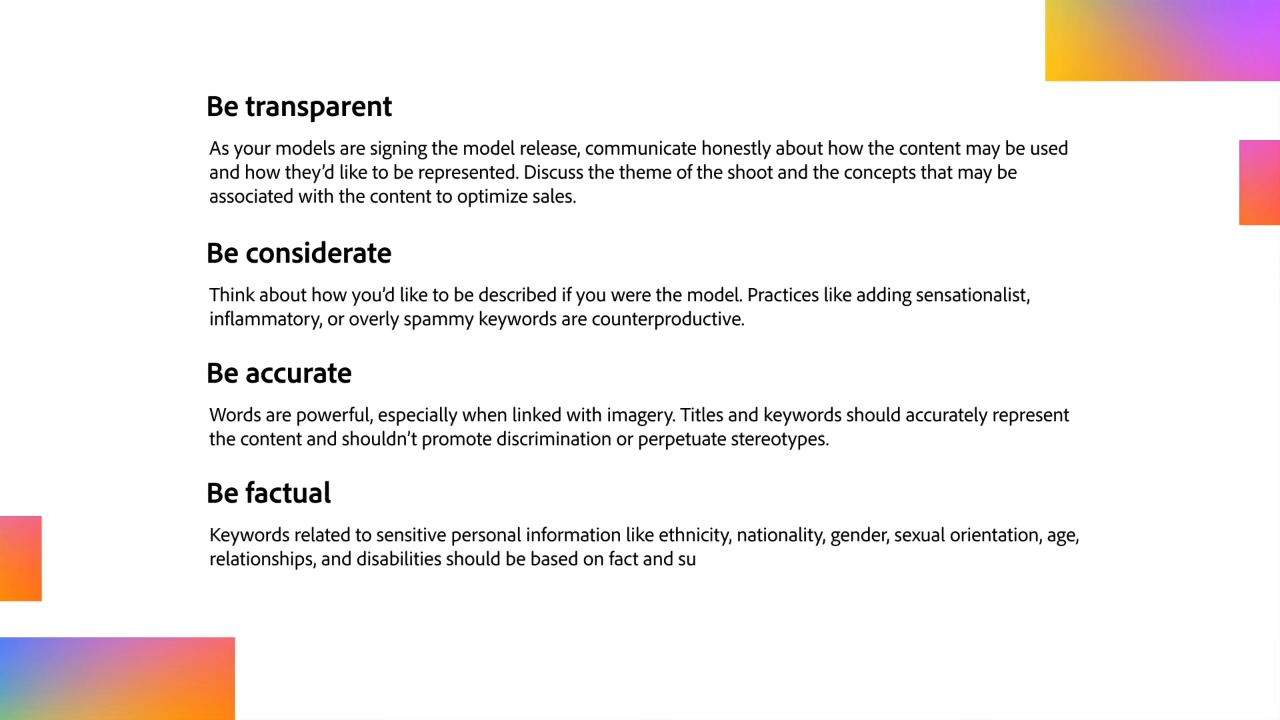 Be transparent
As your models are signing the model release, communicate honestly about how the content may be used
and how they’d like to be represented. Discuss the theme of the shoot and the concepts that may be
associated with the content to optimize sales.
Be considerate
Think about how you’d like to be described if you were the model. Practices like adding sensationalist,
inflammatory, or overly spammy keywords are counterproductive.
Be accurate
Words are powerful, especially when linked with imagery. Titles and keywords should accurately represent
the content and shouldn’t promote discrimination or perpetuate stereotypes.
Be factual
Keywords related to sensitive personal information like ethnicity, nationality, gender, sexual orientation, age,
relationships, and disabilities should be based on fact and su